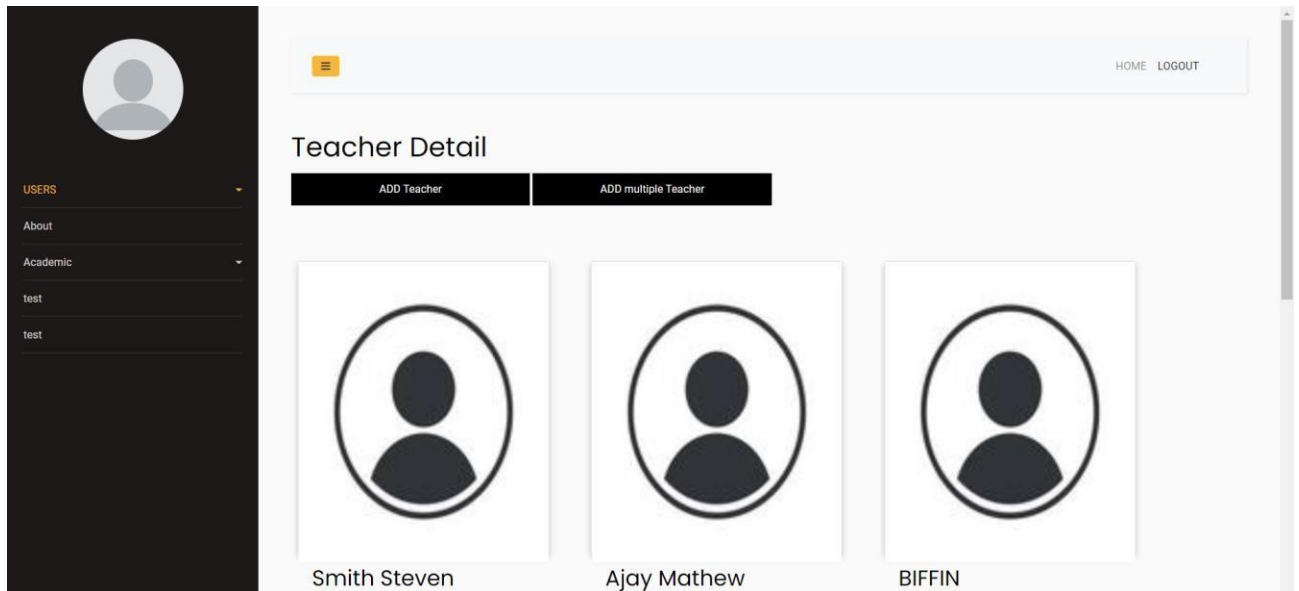 HOME LOGOUT
Teacher Detail
ADD Teacher ADD multiple Teacher
USERS
About
Academic
test
test
Smith Steven Ajay Mathew BIFFIN